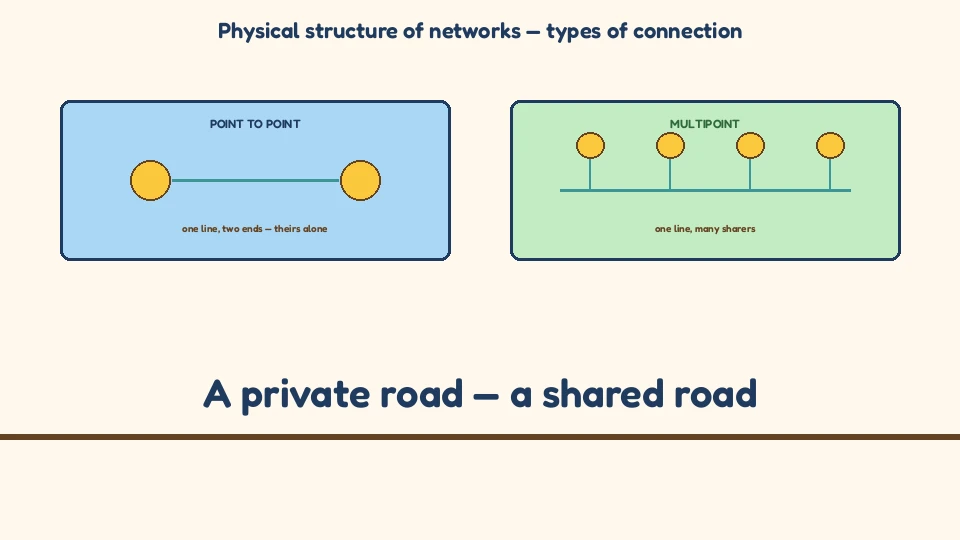 Physical structure of networks — types of connection
POINT TO POINT
one line, two ends — theirs alone
MULTIPOINT
one line, many sharers
A private road — a shared road